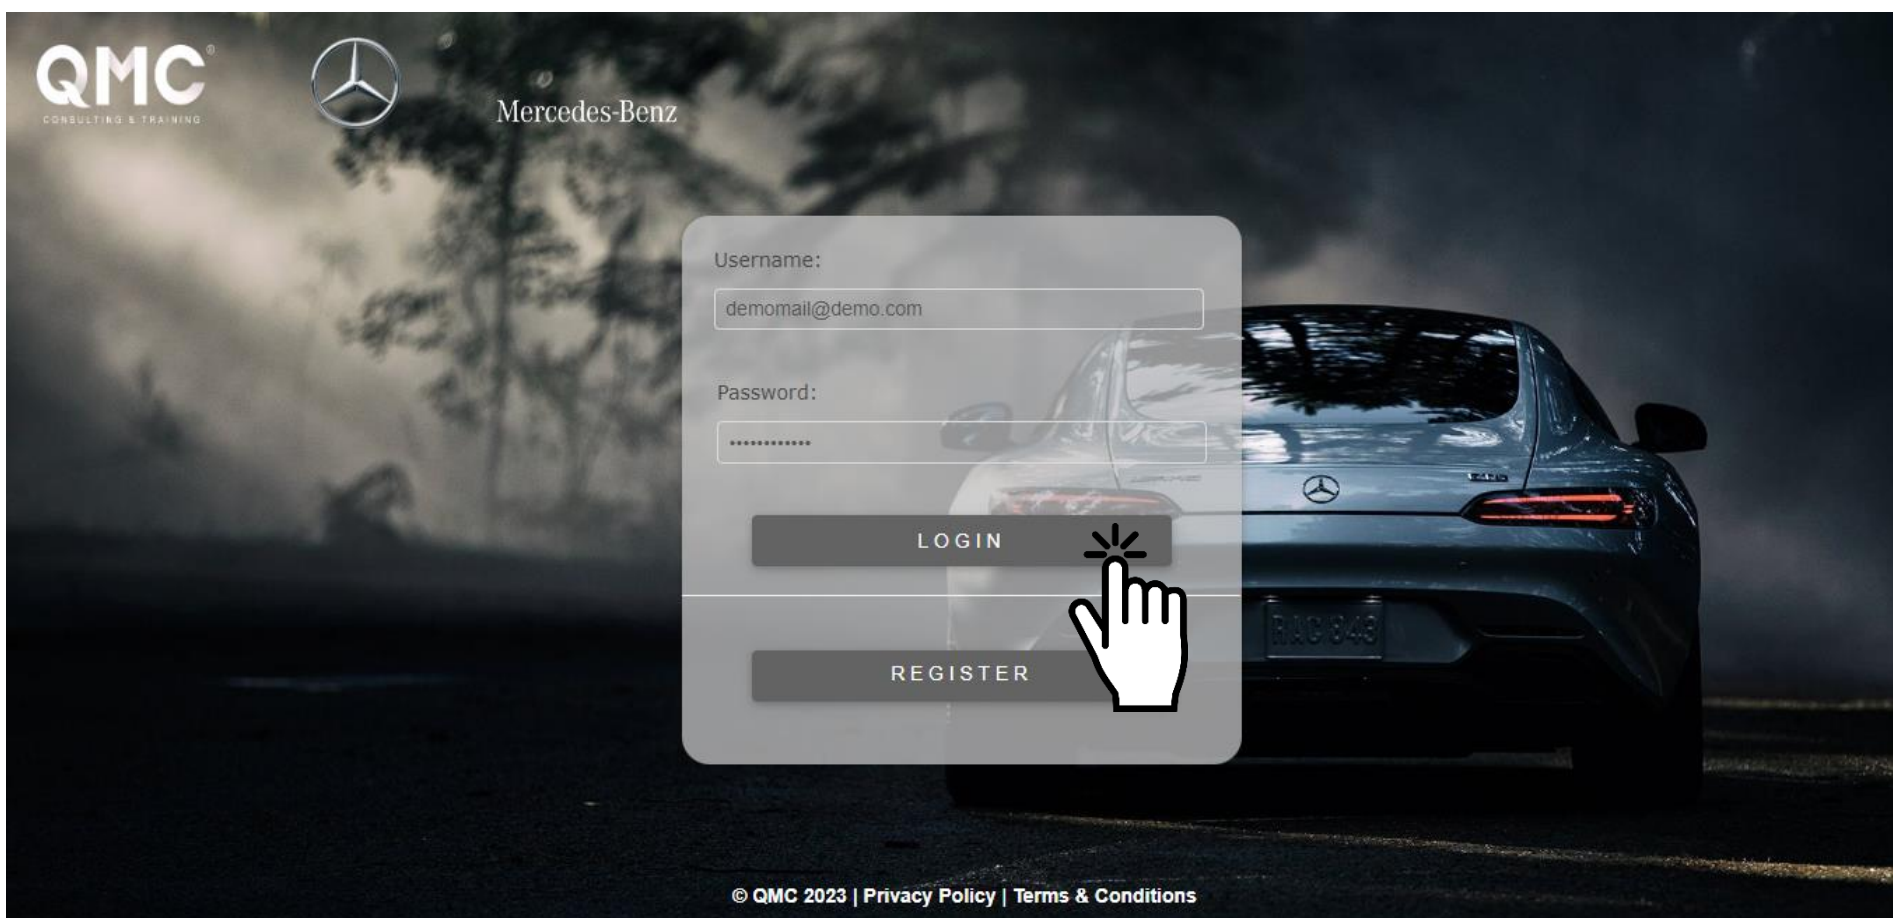 QMC®
CONSULTING & TRAINING
Mercedes-Benz
Username:
demomail@demo.com
Password:
••••••••••••
LOGIN
REGISTER
© QMC 2023 | Privacy Policy | Terms & Conditions